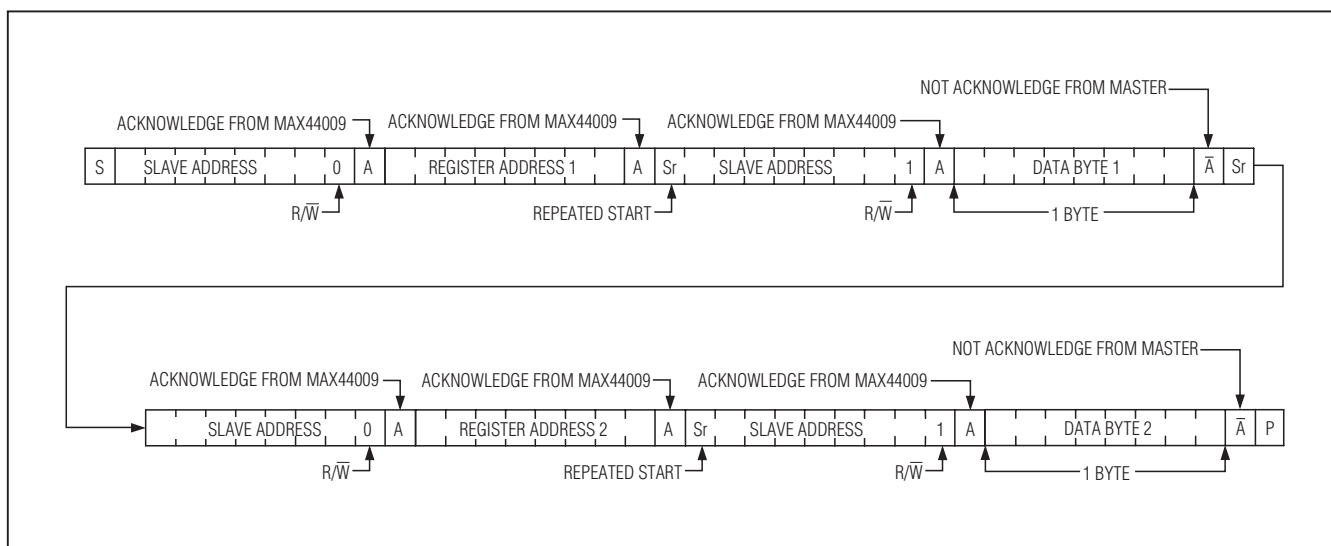 NOT ACKNOWLEDGE FROM MASTER
ACKNOWLEDGE FROM MAX44009 ACKNOWLEDGE FROM MAX44009 ACKNOWLEDGE FROM MAX44009
S SLAVE ADDRESS 0 A REGISTER ADDRESS 1 A Sr SLAVE ADDRESS 1 A DATA BYTE 1 A̅ Sr
R/W̅ REPEATED START R/W̅ 1 BYTE
NOT ACKNOWLEDGE FROM MASTER
ACKNOWLEDGE FROM MAX44009 ACKNOWLEDGE FROM MAX44009 ACKNOWLEDGE FROM MAX44009
SLAVE ADDRESS 0 A REGISTER ADDRESS 2 A Sr SLAVE ADDRESS 1 A DATA BYTE 2 A̅ P
R/W̅ REPEATED START R/W̅ 1 BYTE